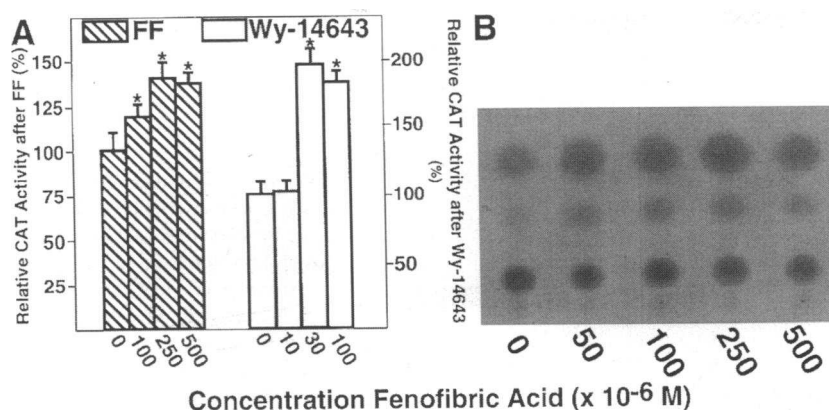 A
FF
Wy-14643
B
Relative CAT Activity after FF (%)
150
125
100
75
50
25
200
150
100
50
Relative CAT Activity after Wy-14643
(%)
0 100 250 500
0 10 30 100
* * *
* *
0 50 100 250 500
Concentration Fenofibric Acid (x 10-6 M)